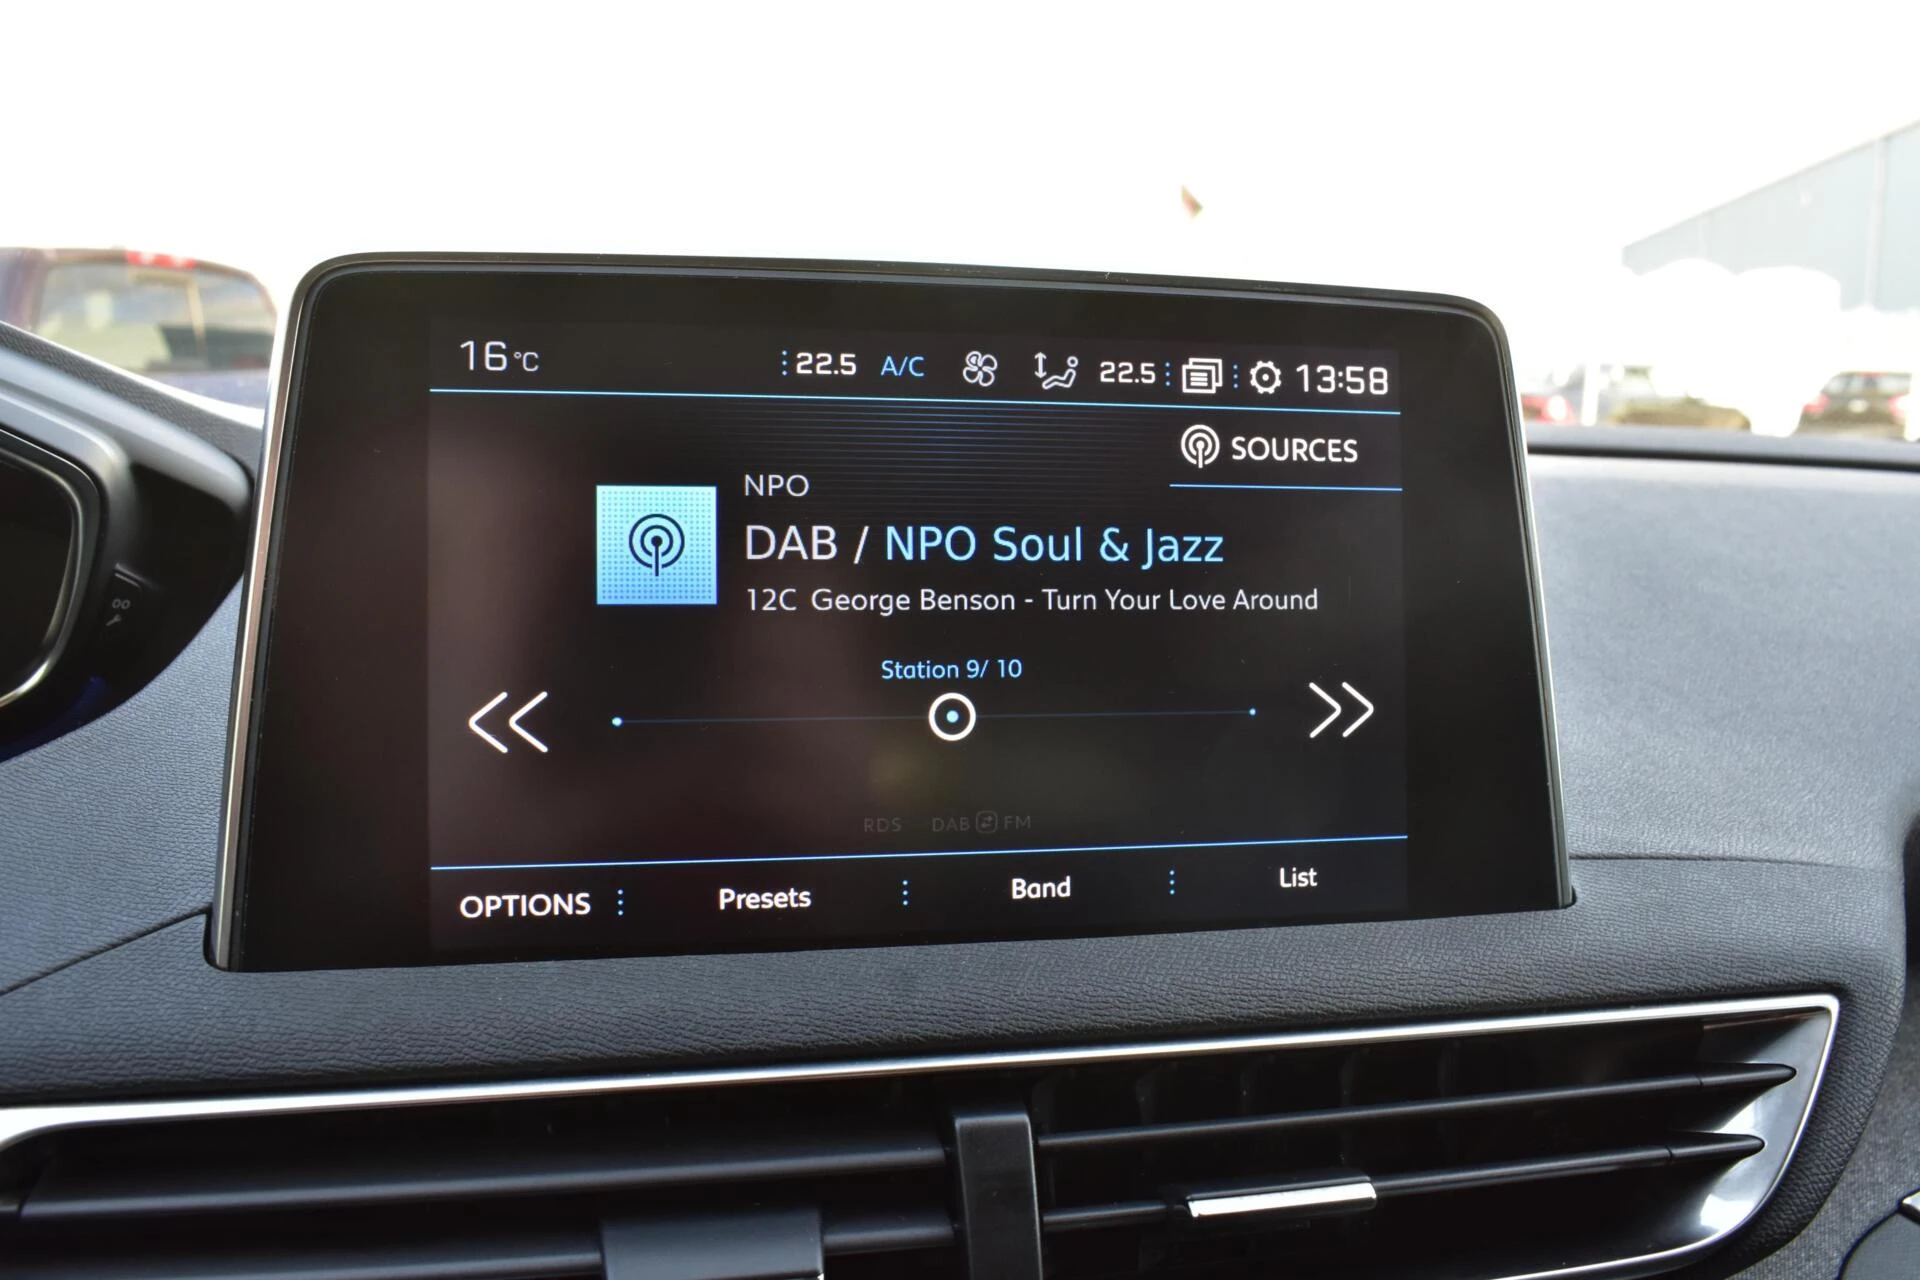 16 °C 22.5 A/C 22.5 13:58
SOURCES
NPO
DAB / NPO Soul & Jazz
12C George Benson - Turn Your Love Around
Station 9/ 10
RDS DAB FM
OPTIONS Presets Band List